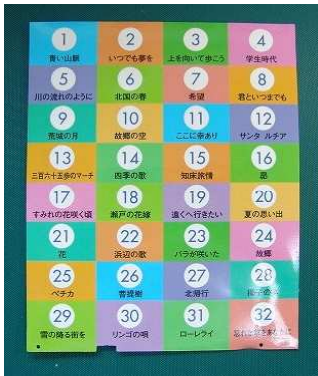 1 2 3 4
青い山脈 いつでも夢を 上を向いて歩こう 学生時代
5 6 7 8
川の流れのように 北国の春 希望 君といつまでも
9 10 11 12
荒城の月 故郷の空 ここに幸あり サンタ ルチア
13 14 15 16
三百六十五歩のマーチ 四季の歌 知床旅情 昴
17 18 19 20
すみれの花咲く頃 瀬戸の花嫁 遠くへ行きたい 夏の思い出
21 22 23 24
花 浜辺の歌 バラが咲いた 故郷
25 26 27 28
ペチカ 菩提樹 北帰行
29 30 31 32
雪の降る街を リンゴの唄 ローレライ